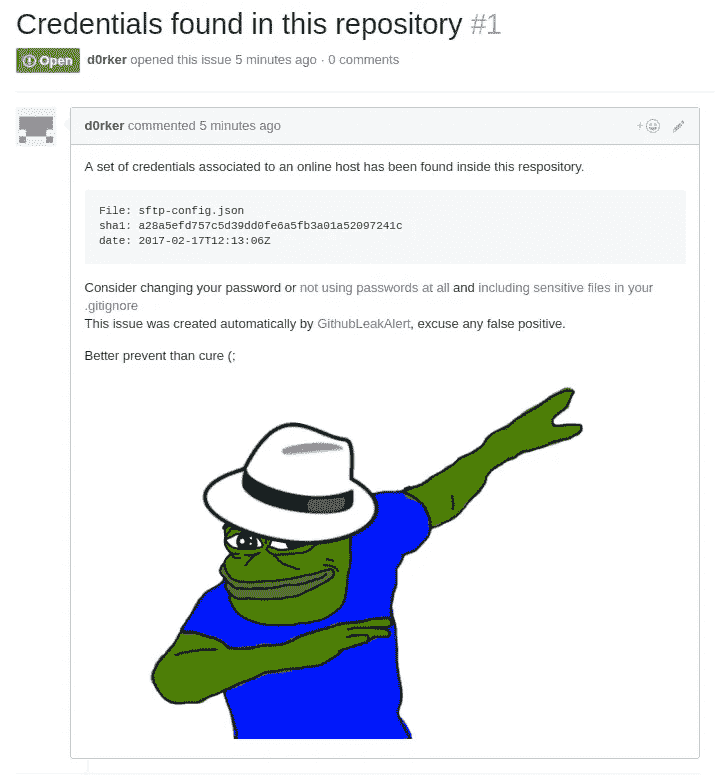 Credentials found in this repository #1
Open d0rker opened this issue 5 minutes ago · 0 comments
d0rker commented 5 minutes ago
A set of credentials associated to an online host has been found inside this respository.
File: sftp-config.json
sha1: a28a5efd757c5d39dd0fe6a5fb3a01a52097241c
date: 2017-02-17T12:13:06Z
Consider changing your password or not using passwords at all and including sensitive files in your
.gitignore
This issue was created automatically by GithubLeakAlert, excuse any false positive.
Better prevent than cure (;